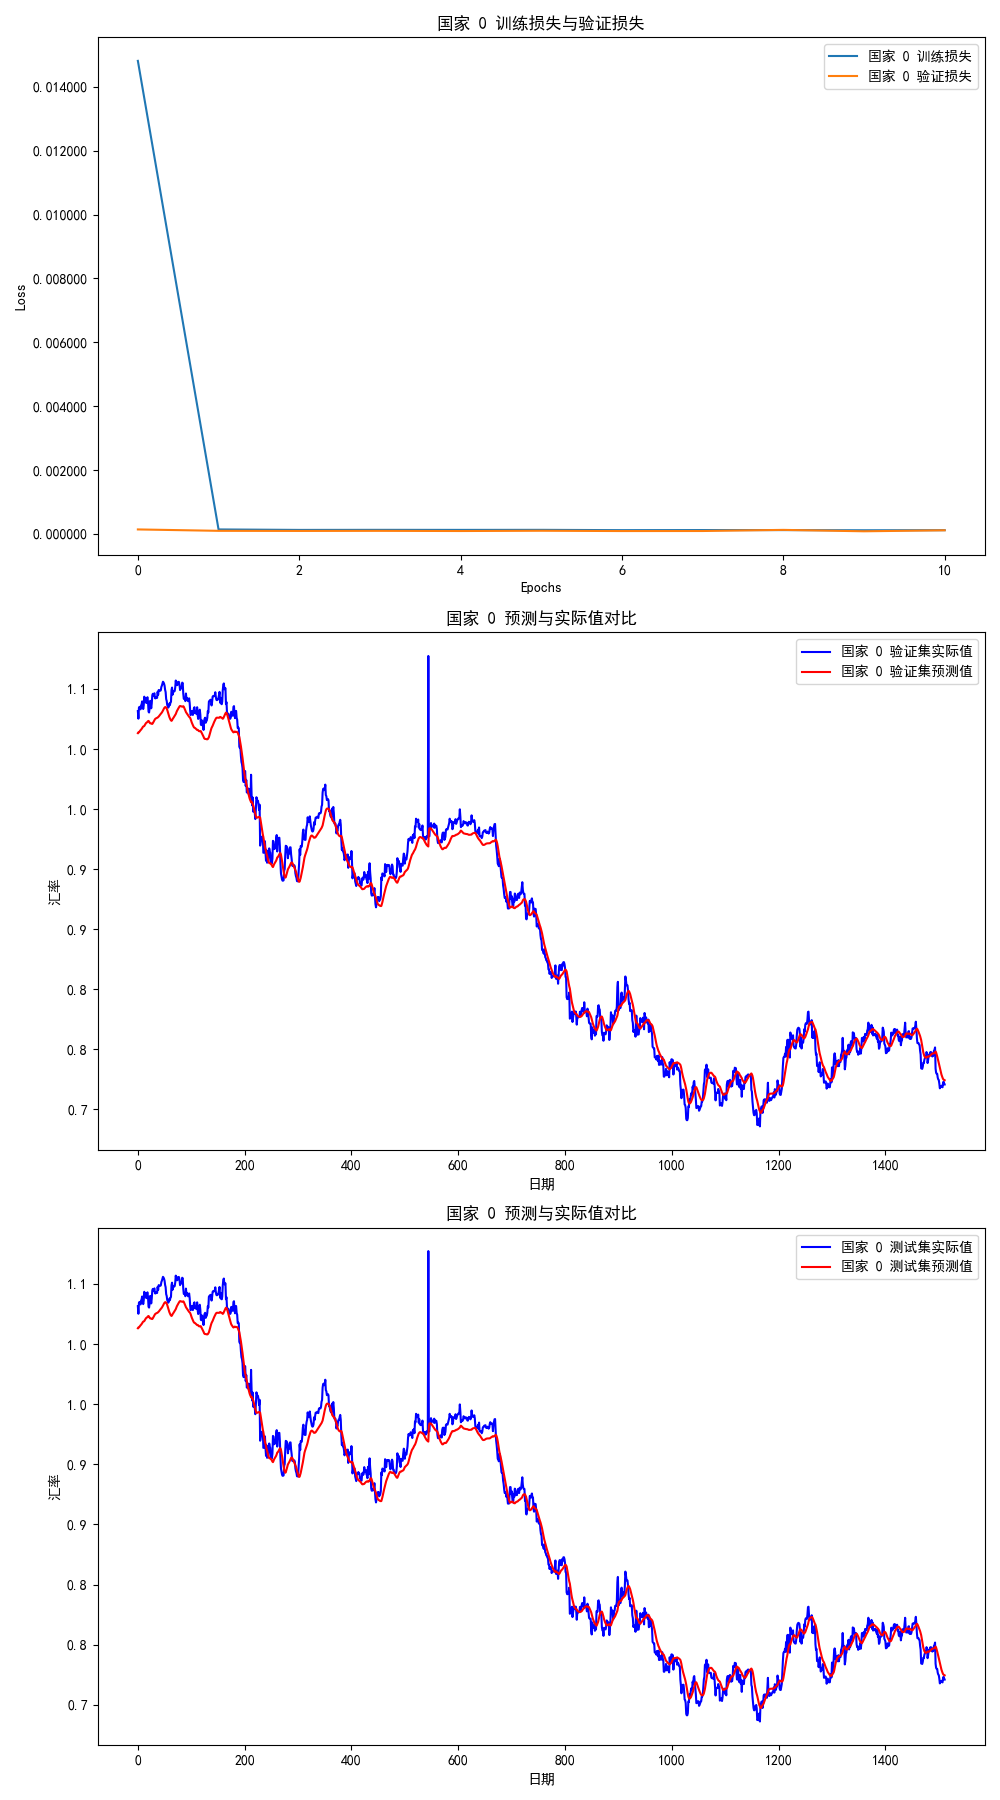 国家 0 训练损失与验证损失
国家 0 训练损失
国家 0 验证损失
0.014000
0.012000
0.010000
0.008000
0.006000
0.004000
0.002000
0.000000
Loss
0 2 4 6 8 10
Epochs
国家 0 预测与实际值对比
国家 0 验证集实际值
国家 0 验证集预测值
1.1
1.0
1.0
0.9
0.9
0.8
0.8
0.7
汇率
0 200 400 600 800 1000 1200 1400
日期
国家 0 预测与实际值对比
国家 0 测试集实际值
国家 0 测试集预测值
1.1
1.0
1.0
0.9
0.9
0.8
0.8
0.7
汇率
0 200 400 600 800 1000 1200 1400
日期